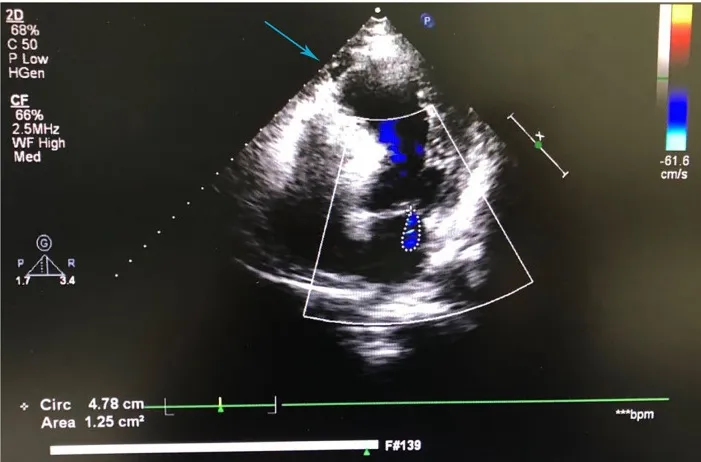 2D
68%
C 50
P Low
HGen
CF
66%
2.5MHz
WF High
Med
P
x
-61.6
cm/s
G
P R
1.7 3.4
Circ 4.78 cm
Area 1.25 cm²
***bpm
F#139